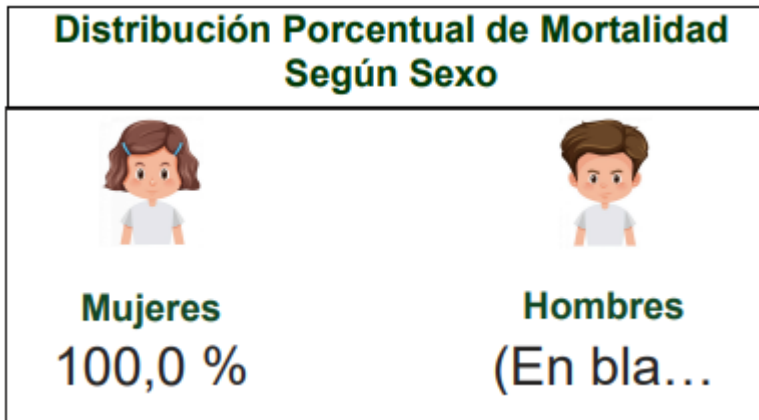 Distribución Porcentual de Mortalidad
Según Sexo
Mujeres
Hombres
100,0 %
(En bla…